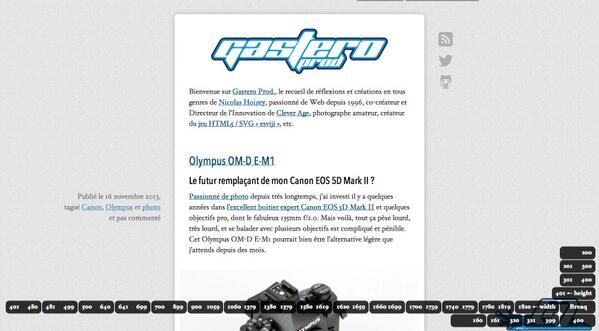 gastero
prod
Bienvenue sur Gastero Prod., le recueil de réflexions et créations en tous
genres de Nicolas Hoizey, passionné de Web depuis 1996, co-créateur et
Directeur de l'Innovation de Clever Age, photographe amateur, créateur
du jeu HTML5 / SVG « esviji », etc.
Olympus OM-D E-M1
Le futur remplaçant de mon Canon EOS 5D Mark II ?
Publié le 16 novembre 2013,
tagué Canon, Olympus et photo
et pas commenté
Passionné de photo depuis très longtemps, j'ai investi il y a quelques
années dans l'excellent boitier expert Canon EOS 5D Mark II et quelques
objectifs pro, dont le fabuleux 135mm f/2.0. Mais voilà, tout ça pèse lourd,
très lourd, et se balader avec plusieurs objectifs est compliqué et pénible.
Cet Olympus OM-D E-M1 pourrait bien être l'alternative légère que
j'attends depuis des mois.
200
201 300
301 400
401 ← height
401 480 481 499 500 640 641 699 700 899 900 1059 1060 1379 1380 1579 1580 1619 1620 1659 1660 1699 1700 1739 1740 1779 1780 1819 1820 ← width Breaq
160 161 320 321 399 400